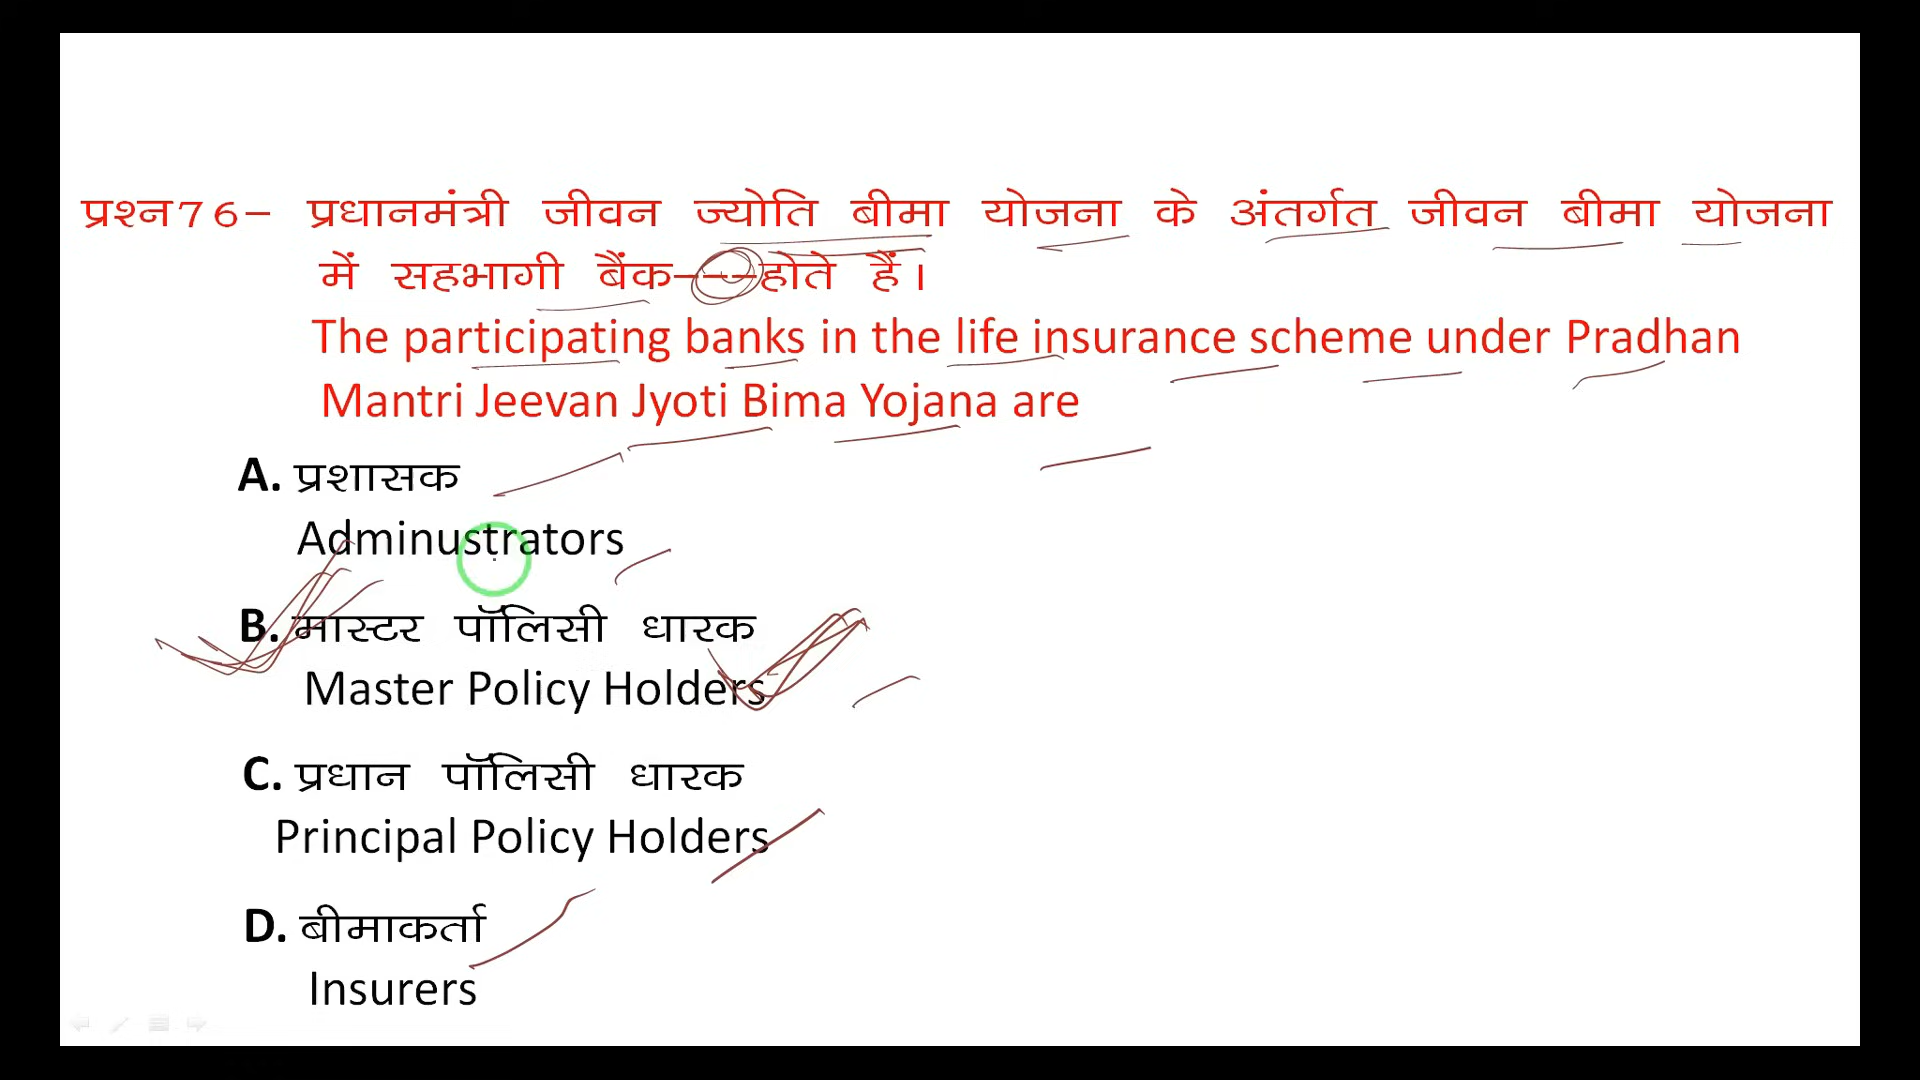 प्रश्न76– प्रधानमंत्री जीवन ज्योति बीमा योजना के अंतर्गत जीवन बीमा योजना
में सहभागी बैंक–––होते हैं।
The participating banks in the life insurance scheme under Pradhan
Mantri Jeevan Jyoti Bima Yojana are
A. प्रशासक
Adminustrators
B. मास्टर पॉलिसी धारक
Master Policy Holders
C. प्रधान पॉलिसी धारक
Principal Policy Holders
D. बीमाकर्ता
Insurers